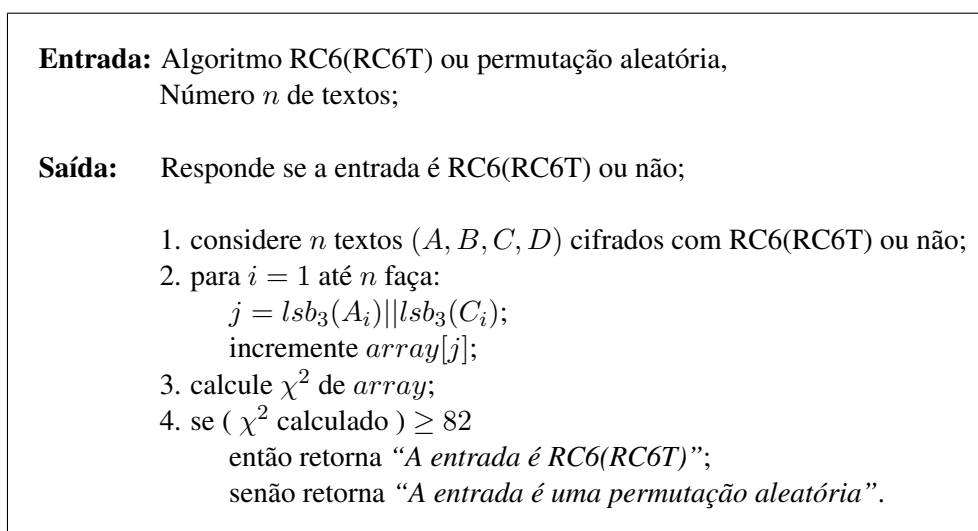 Entrada: Algoritmo RC6(RC6T) ou permutação aleatória,
Número n de textos;
Saída: Responde se a entrada é RC6(RC6T) ou não;
1. considere n textos (A, B, C, D) cifrados com RC6(RC6T) ou não;
2. para i = 1 até n faça:
j = lsb₃(Aᵢ)||lsb₃(Cᵢ);
incremente array[j];
3. calcule χ² de array;
4. se ( χ² calculado ) ≥ 82
então retorna “A entrada é RC6(RC6T)”;
senão retorna “A entrada é uma permutação aleatória”.